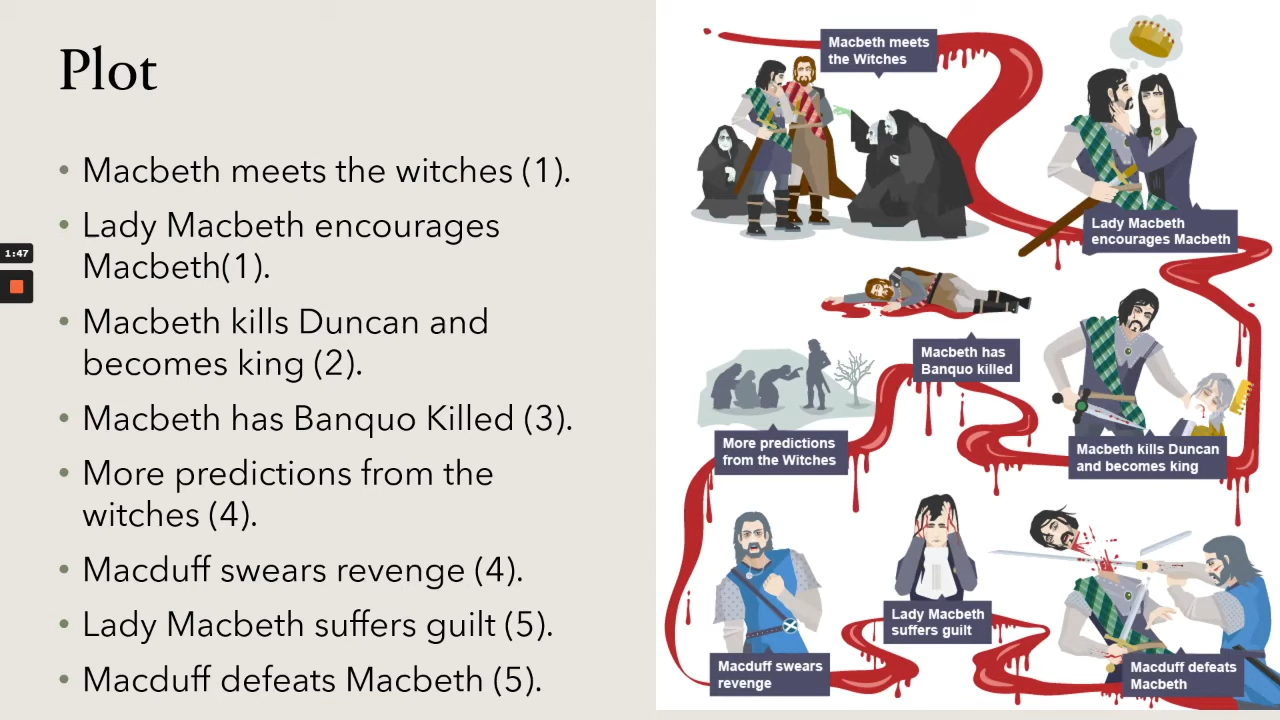 Plot
• Macbeth meets the witches (1).
• Lady Macbeth encourages
Macbeth(1).
• Macbeth kills Duncan and
becomes king (2).
• Macbeth has Banquo Killed (3).
• More predictions from the
witches (4).
• Macduff swears revenge (4).
• Lady Macbeth suffers guilt (5).
• Macduff defeats Macbeth (5).
1:47
Macbeth meets
the Witches
Lady Macbeth
encourages Macbeth
Macbeth kills Duncan
and becomes king
Macbeth has
Banquo killed
More predictions
from the Witches
Macduff swears
revenge
Lady Macbeth
suffers guilt
Macduff defeats
Macbeth